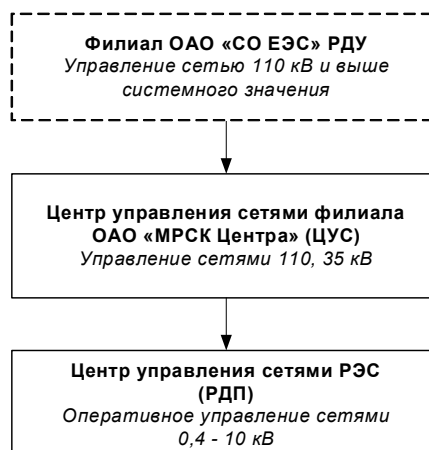 Филиал ОАО «СО ЕЭС» РДУ
Управление сетью 110 кВ и выше
системного значения
Центр управления сетями филиала
ОАО «МРСК Центра» (ЦУС)
Управление сетями 110, 35 кВ
Центр управления сетями РЭС
(РДП)
Оперативное управление сетями
0,4 - 10 кВ